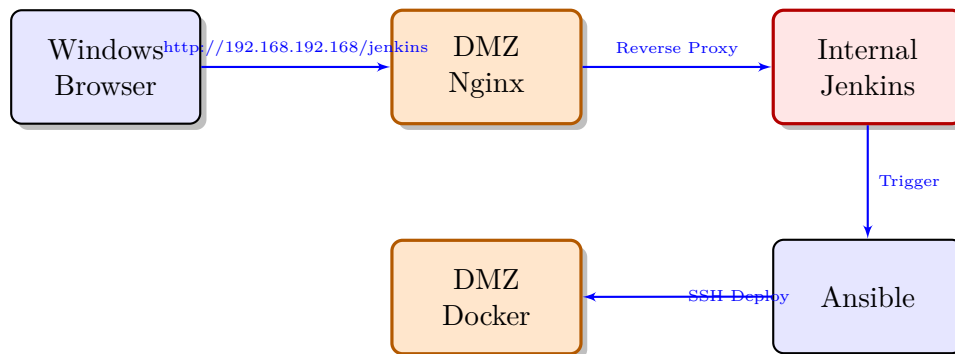 Windows
Browser
http://192.168.192.168/jenkins
DMZ
Nginx
Reverse Proxy
Internal
Jenkins
Trigger
DMZ
Docker
SSH Deploy
Ansible